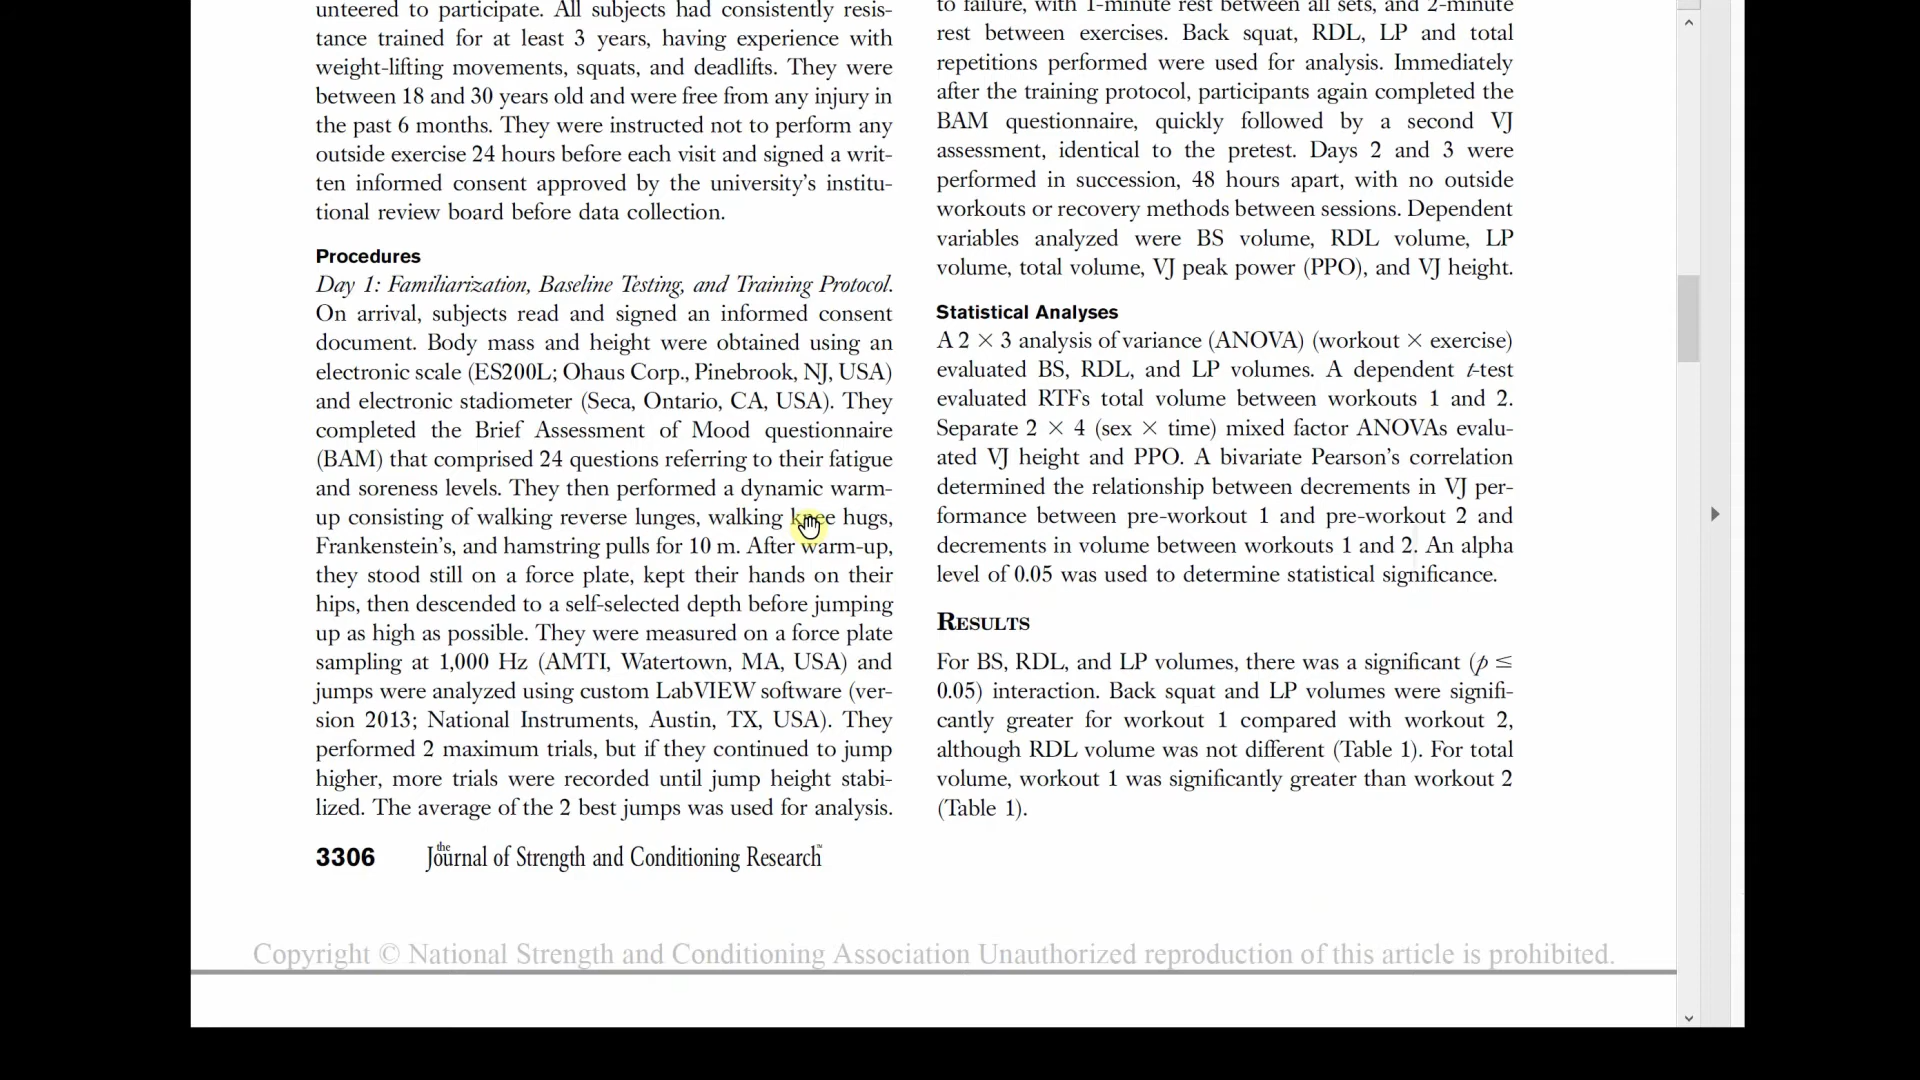 unteered to participate. All subjects had consistently resis-
tance trained for at least 3 years, having experience with
weight-lifting movements, squats, and deadlifts. They were
between 18 and 30 years old and were free from any injury in
the past 6 months. They were instructed not to perform any
outside exercise 24 hours before each visit and signed a writ-
ten informed consent approved by the university's institu-
tional review board before data collection.
Procedures
Day 1: Familiarization, Baseline Testing, and Training Protocol.
On arrival, subjects read and signed an informed consent
document. Body mass and height were obtained using an
electronic scale (ES200L; Ohaus Corp., Pinebrook, NJ, USA)
and electronic stadiometer (Seca, Ontario, CA, USA). They
completed the Brief Assessment of Mood questionnaire
(BAM) that comprised 24 questions referring to their fatigue
and soreness levels. They then performed a dynamic warm-
up consisting of walking reverse lunges, walking knee hugs,
Frankenstein's, and hamstring pulls for 10 m. After warm-up,
they stood still on a force plate, kept their hands on their
hips, then descended to a self-selected depth before jumping
up as high as possible. They were measured on a force plate
sampling at 1,000 Hz (AMTI, Watertown, MA, USA) and
jumps were analyzed using custom LabVIEW software (ver-
sion 2013; National Instruments, Austin, TX, USA). They
performed 2 maximum trials, but if they continued to jump
higher, more trials were recorded until jump height stabi-
lized. The average of the 2 best jumps was used for analysis.
to failure, with 1-minute rest between all sets, and 2-minute
rest between exercises. Back squat, RDL, LP and total
repetitions performed were used for analysis. Immediately
after the training protocol, participants again completed the
BAM questionnaire, quickly followed by a second VJ
assessment, identical to the pretest. Days 2 and 3 were
performed in succession, 48 hours apart, with no outside
workouts or recovery methods between sessions. Dependent
variables analyzed were BS volume, RDL volume, LP
volume, total volume, VJ peak power (PPO), and VJ height.
Statistical Analyses
A 2 × 3 analysis of variance (ANOVA) (workout × exercise)
evaluated BS, RDL, and LP volumes. A dependent t-test
evaluated RTFs total volume between workouts 1 and 2.
Separate 2 × 4 (sex × time) mixed factor ANOVAs evalu-
ated VJ height and PPO. A bivariate Pearson's correlation
determined the relationship between decrements in VJ per-
formance between pre-workout 1 and pre-workout 2 and
decrements in volume between workouts 1 and 2. An alpha
level of 0.05 was used to determine statistical significance.
RESULTS
For BS, RDL, and LP volumes, there was a significant (p ≤
0.05) interaction. Back squat and LP volumes were signifi-
cantly greater for workout 1 compared with workout 2,
although RDL volume was not different (Table 1). For total
volume, workout 1 was significantly greater than workout 2
(Table 1).
3306 the Journal of Strength and Conditioning Research™
Copyright © National Strength and Conditioning Association Unauthorized reproduction of this article is prohibited.